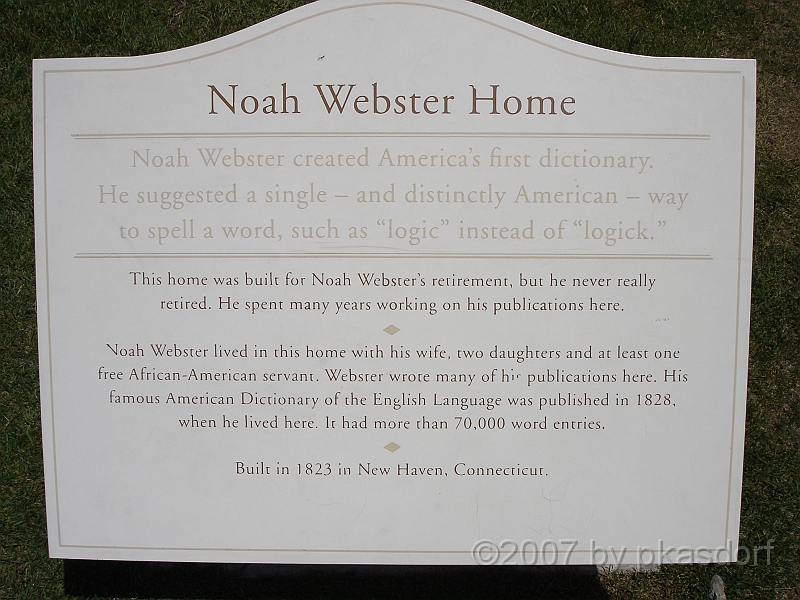 Noah Webster Home
Noah Webster created America's first dictionary.
He suggested a single – and distinctly American – way
to spell a word, such as "logic" instead of "logick."
This home was built for Noah Webster's retirement, but he never really
retired. He spent many years working on his publications here.
Noah Webster lived in this home with his wife, two daughters and at least one
free African-American servant. Webster wrote many of his publications here. His
famous American Dictionary of the English Language was published in 1828,
when he lived here. It had more than 70,000 word entries.
Built in 1823 in New Haven, Connecticut.
©2007 by pkasdorf